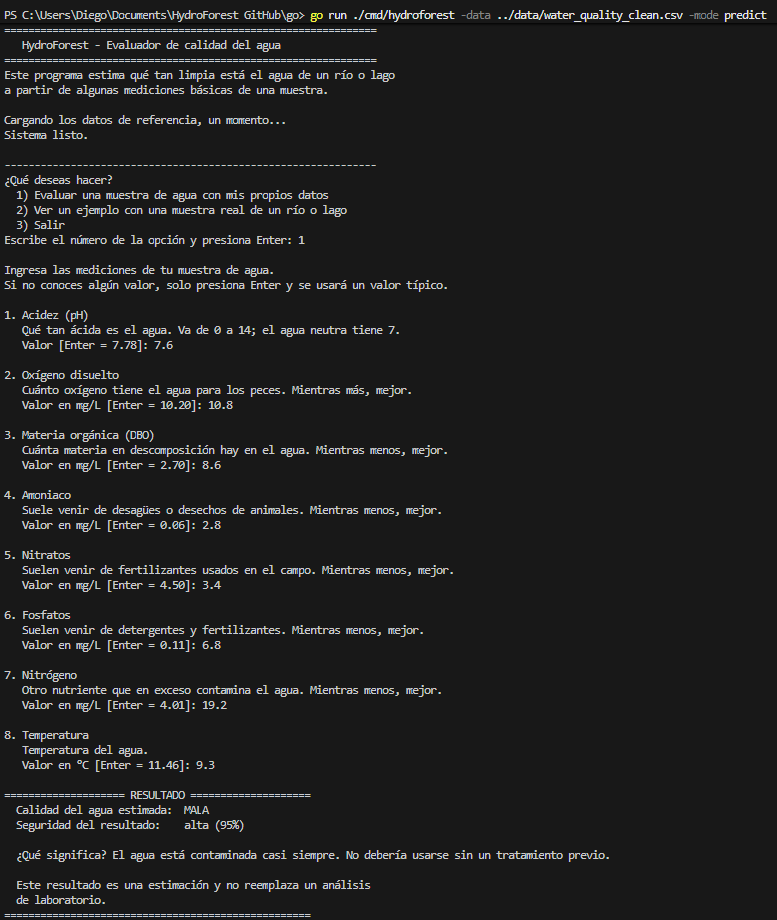 PS C:\Users\Diego\Documents\HydroForest GitHub\go> go run ./cmd/hydroforest -data ../data/water_quality_clean.csv -mode predict
==============================================================
   HydroForest - Evaluador de calidad del agua
==============================================================
Este programa estima qué tan limpia está el agua de un río o lago
a partir de algunas mediciones básicas de una muestra.

Cargando los datos de referencia, un momento...
Sistema listo.

--------------------------------------------------------------
¿Qué deseas hacer?
  1) Evaluar una muestra de agua con mis propios datos
  2) Ver un ejemplo con una muestra real de un río o lago
  3) Salir
Escribe el número de la opción y presiona Enter: 1

Ingresa las mediciones de tu muestra de agua.
Si no conoces algún valor, solo presiona Enter y se usará un valor típico.

1. Acidez (pH)
   Qué tan ácida es el agua. Va de 0 a 14; el agua neutra tiene 7.
   Valor [Enter = 7.78]: 7.6

2. Oxígeno disuelto
   Cuánto oxígeno tiene el agua para los peces. Mientras más, mejor.
   Valor en mg/L [Enter = 10.20]: 10.8

3. Materia orgánica (DBO)
   Cuánta materia en descomposición hay en el agua. Mientras menos, mejor.
   Valor en mg/L [Enter = 2.70]: 8.6

4. Amoniaco
   Suele venir de desagües o desechos de animales. Mientras menos, mejor.
   Valor en mg/L [Enter = 0.06]: 2.8

5. Nitratos
   Suelen venir de fertilizantes usados en el campo. Mientras menos, mejor.
   Valor en mg/L [Enter = 4.50]: 3.4

6. Fosfatos
   Suelen venir de detergentes y fertilizantes. Mientras menos, mejor.
   Valor en mg/L [Enter = 0.11]: 6.8

7. Nitrógeno
   Otro nutriente que en exceso contamina el agua. Mientras menos, mejor.
   Valor en mg/L [Enter = 4.01]: 19.2

8. Temperatura
   Temperatura del agua.
   Valor en °C [Enter = 11.46]: 9.3

==================== RESULTADO ====================
  Calidad del agua estimada:  MALA
  Seguridad del resultado:    alta (95%)

  ¿Qué significa? El agua está contaminada casi siempre. No debería usarse sin un tratamiento previo.

  Este resultado es una estimación y no reemplaza un análisis
  de laboratorio.
===================================================